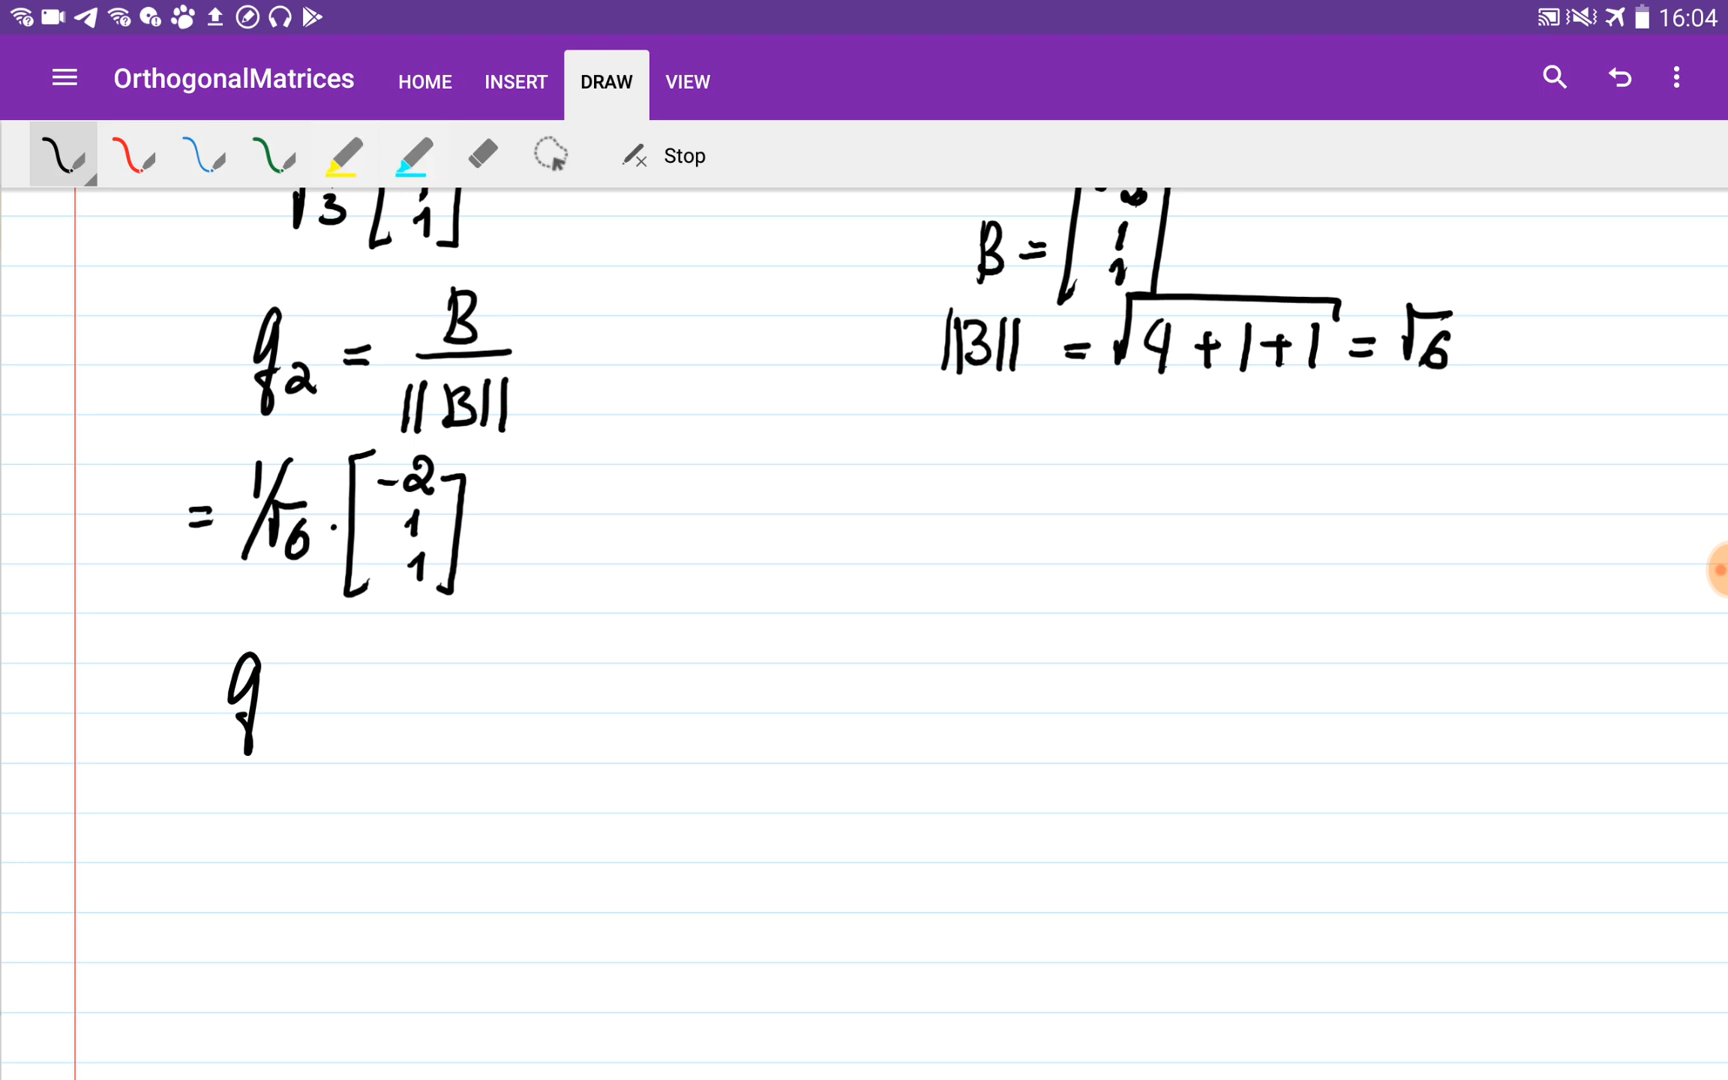 16:04
OrthogonalMatrices HOME INSERT DRAW VIEW
Stop
√3 [ 1 ]
B = [ 1 1 ]
q2 = B / ||B||
||B|| = √4 + 1 + 1 = √6
= 1/√6 · [ -2 1 1 ]
q